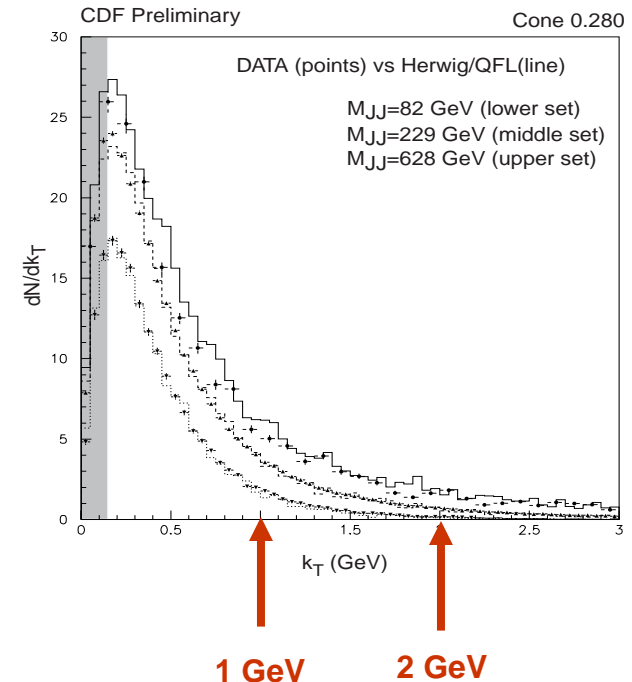 CDF Preliminary
Cone 0.280
DATA (points) vs Herwig/QFL(line)
MJJ=82 GeV (lower set)
MJJ=229 GeV (middle set)
MJJ=628 GeV (upper set)
dN/dkT
30
25
20
15
10
5
0
0 0.5 1.5 2.5 3
kT (GeV)
1 GeV 2 GeV